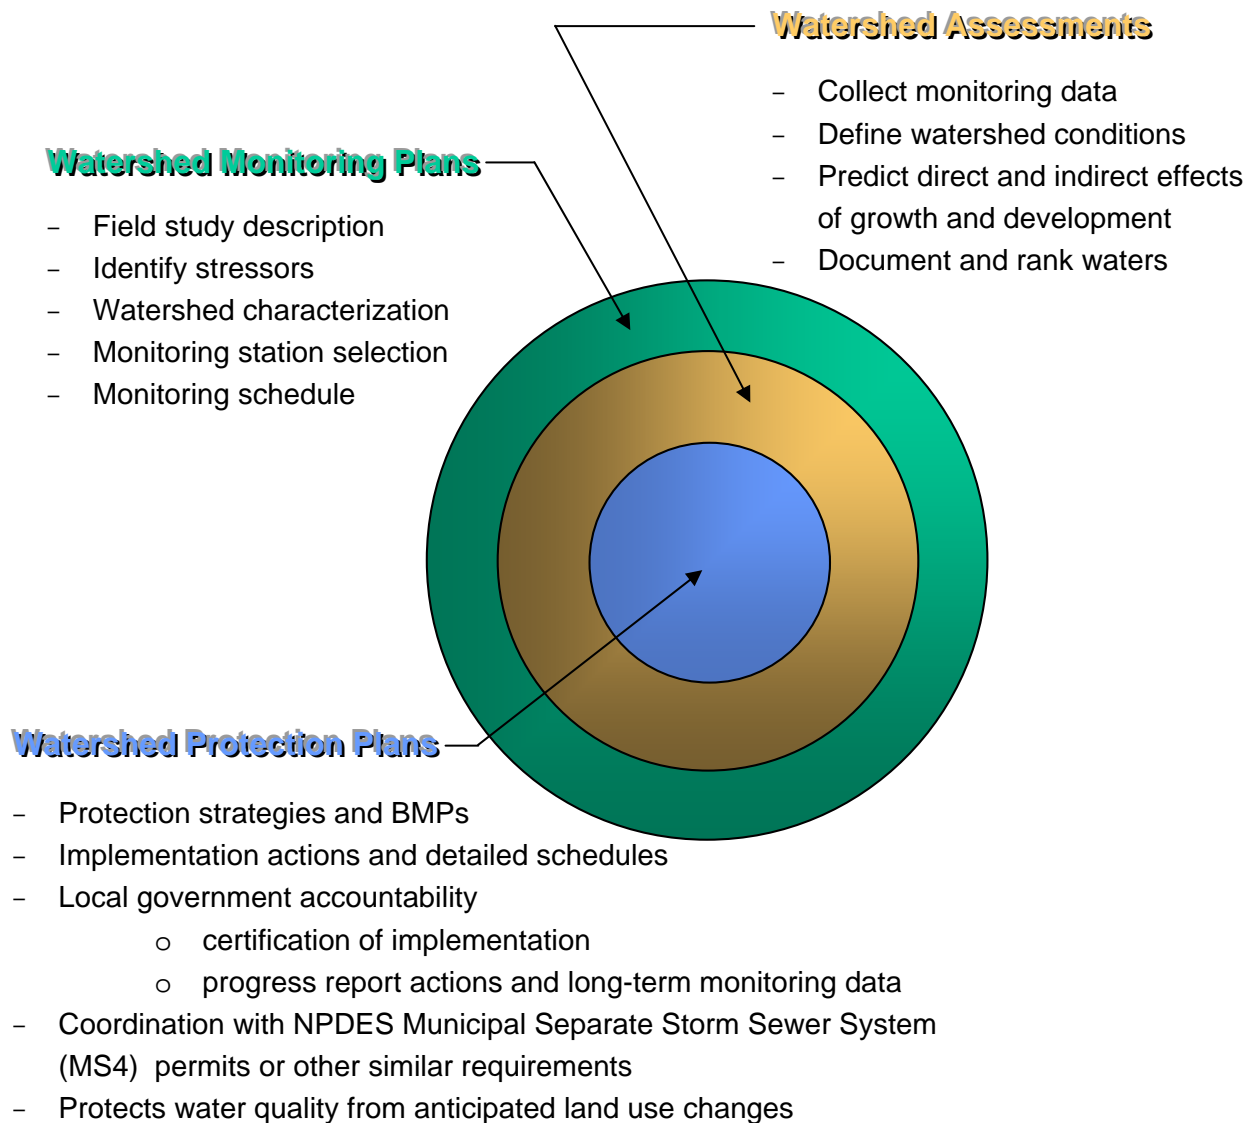 Watershed Assessments
- Collect monitoring data
- Define watershed conditions
- Predict direct and indirect effects
of growth and development
- Document and rank waters
Watershed Monitoring Plans
- Field study description
- Identify stressors
- Watershed characterization
- Monitoring station selection
- Monitoring schedule
Watershed Protection Plans
- Protection strategies and BMPs
- Implementation actions and detailed schedules
- Local government accountability
o certification of implementation
o progress report actions and long-term monitoring data
- Coordination with NPDES Municipal Separate Storm Sewer System
(MS4) permits or other similar requirements
- Protects water quality from anticipated land use changes